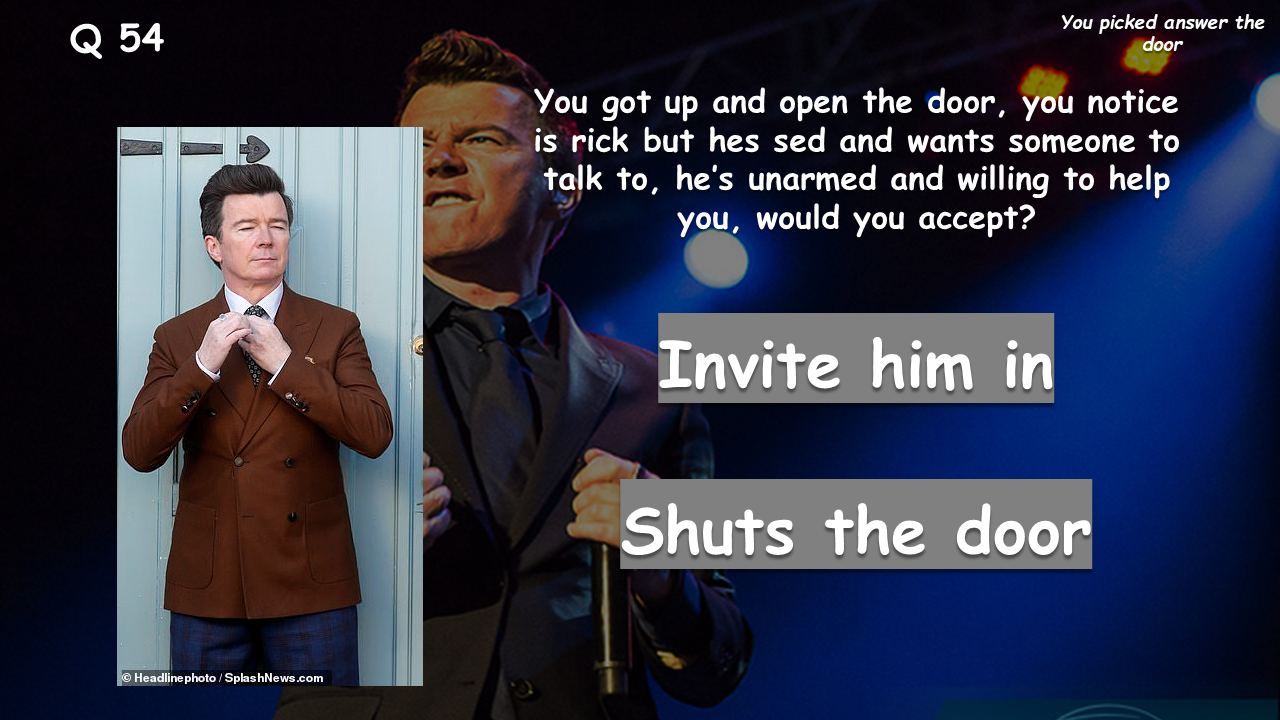 Q 54
You picked answer the
door
You got up and open the door, you notice
is rick but hes sed and wants someone to
talk to, he’s unarmed and willing to help
you, would you accept?
Invite him in
Shuts the door
© Headlinephoto / SplashNews.com